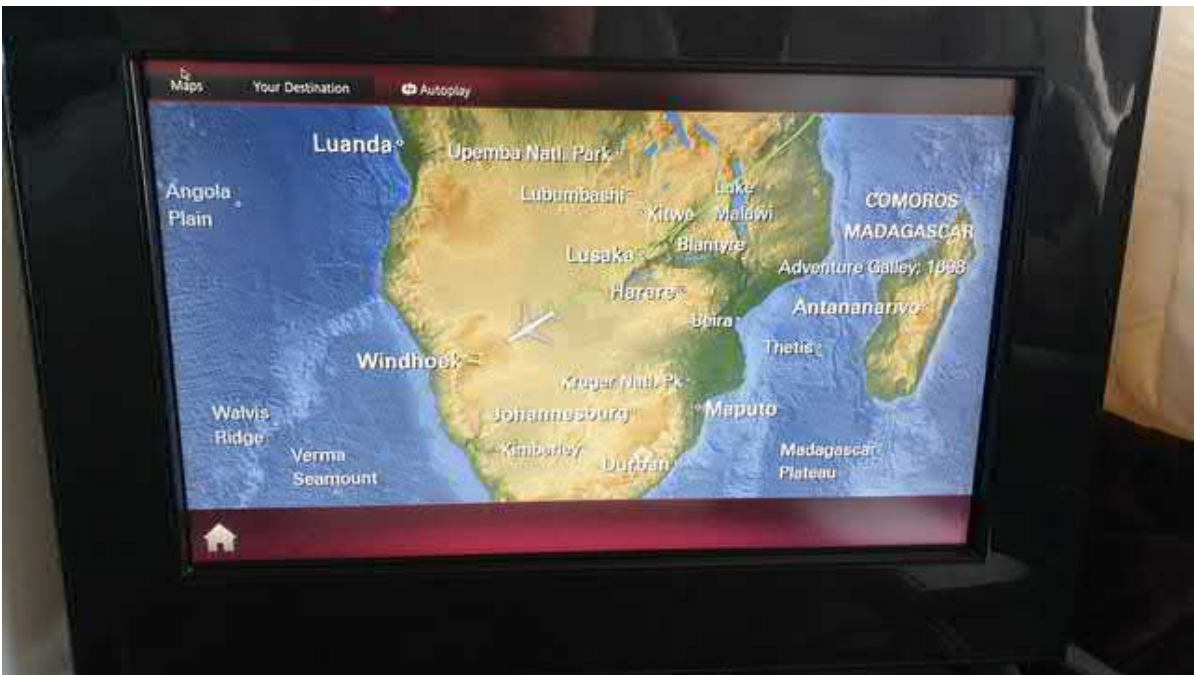 Maps
Your Destination
Autoplay
Luanda
Upemba Natl. Park
Angola
Plain
Lubumbashi
Lake
Malawi
Kitwe
COMOROS
MADAGASCAR
Lusaka
Blantyre
Adventure Galley; 1698
Harare
Antananarivo
Beira
Thetis
Windhoek
Kruger Natl. Pk
Johannesburg
Maputo
Walvis
Ridge
Kimberley
Durban
Verma
Seamount
Madagascar
Plateau